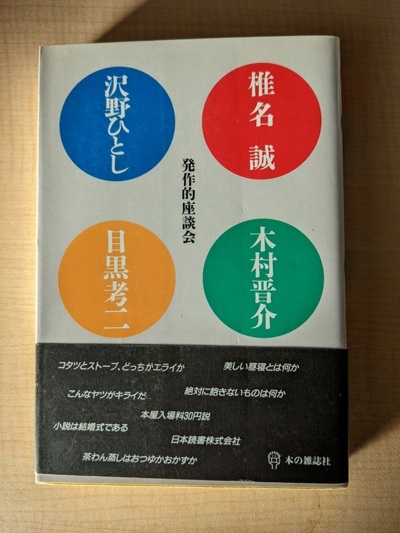 椎名 誠
沢野ひとし
発作的座談会
木村晋介
目黒考二
コタツとストーブ、どっちがエライか
美しい昼寝とは何か
こんなヤツがキライだ
絶対に飽きないものは何か
本屋入場料30円説
小説は結婚式である
日本読書株式会社
茶わん蒸しはおつゆかおかずか
本の雑誌社